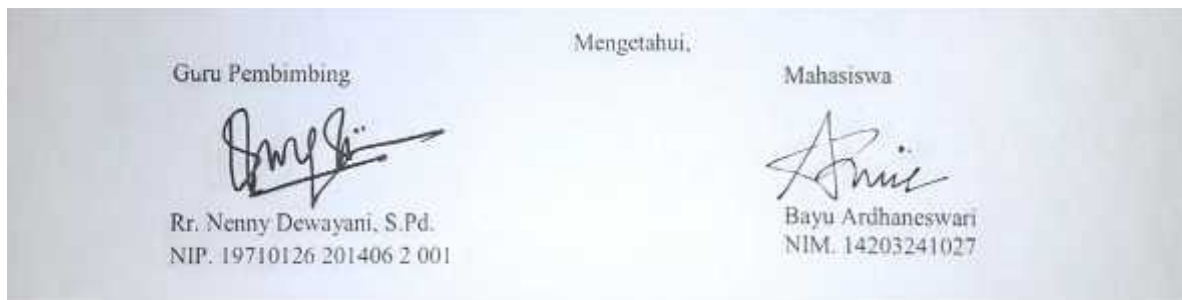 Mengetahui,
Guru Pembimbing
Mahasiswa
Rr. Nenny Dewayani, S.Pd.
NIP. 19710126 201406 2 001
Bayu Ardhaneswari
NIM. 14203241027